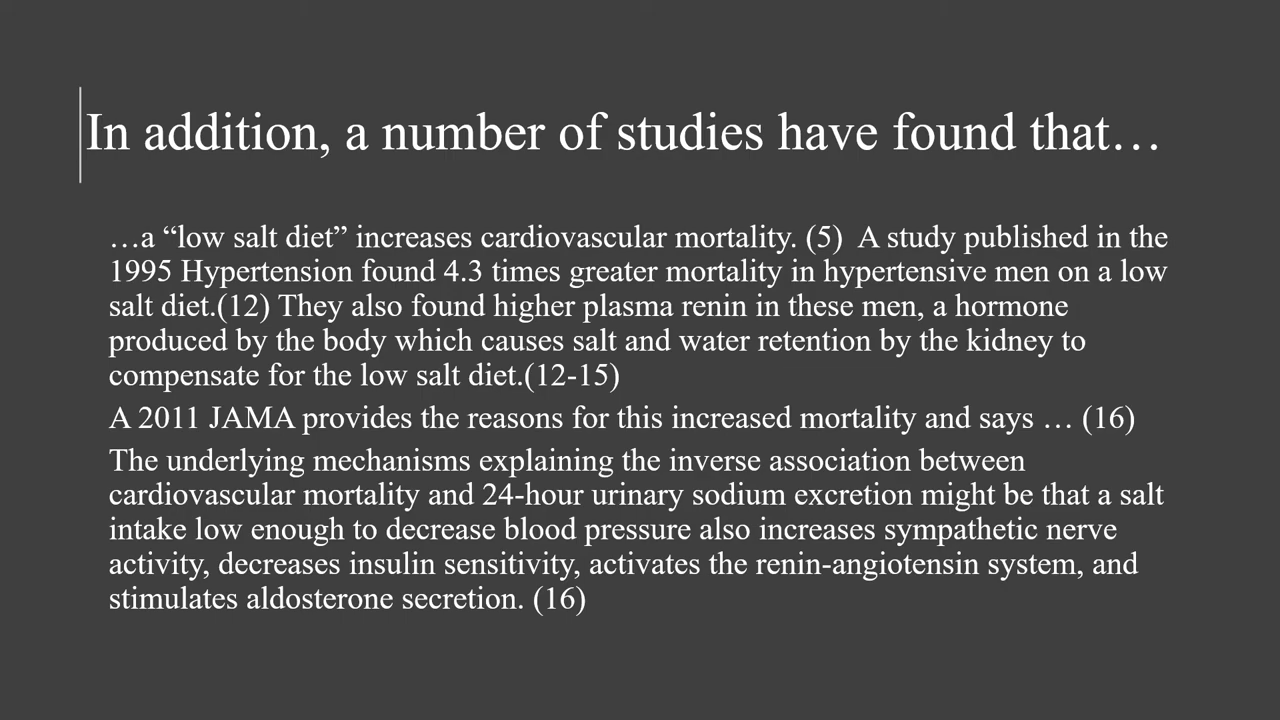 In addition, a number of studies have found that…
…a “low salt diet” increases cardiovascular mortality. (5)  A study published in the
1995 Hypertension found 4.3 times greater mortality in hypertensive men on a low
salt diet.(12) They also found higher plasma renin in these men, a hormone
produced by the body which causes salt and water retention by the kidney to
compensate for the low salt diet.(12-15)
A 2011 JAMA provides the reasons for this increased mortality and says … (16)
The underlying mechanisms explaining the inverse association between
cardiovascular mortality and 24-hour urinary sodium excretion might be that a salt
intake low enough to decrease blood pressure also increases sympathetic nerve
activity, decreases insulin sensitivity, activates the renin-angiotensin system, and
stimulates aldosterone secretion. (16)